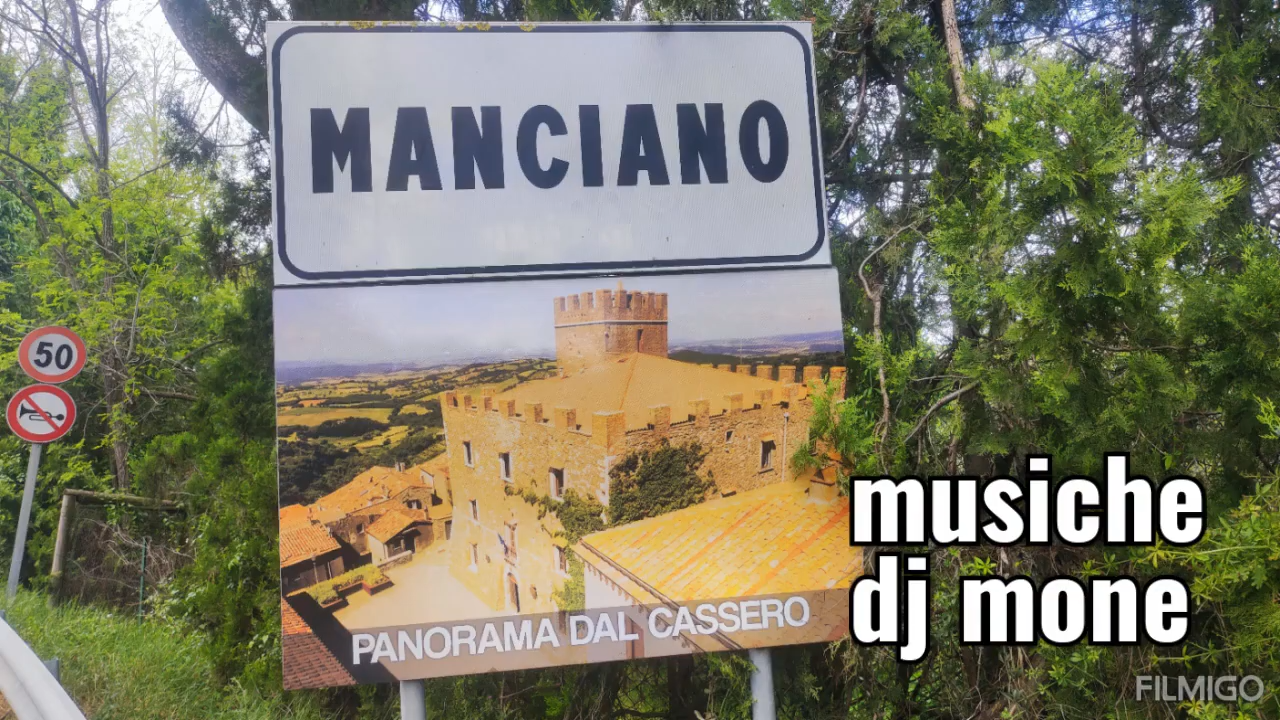 MANCIANO
50
PANORAMA DAL CASSERO
musiche
dj mone
FILMIGO